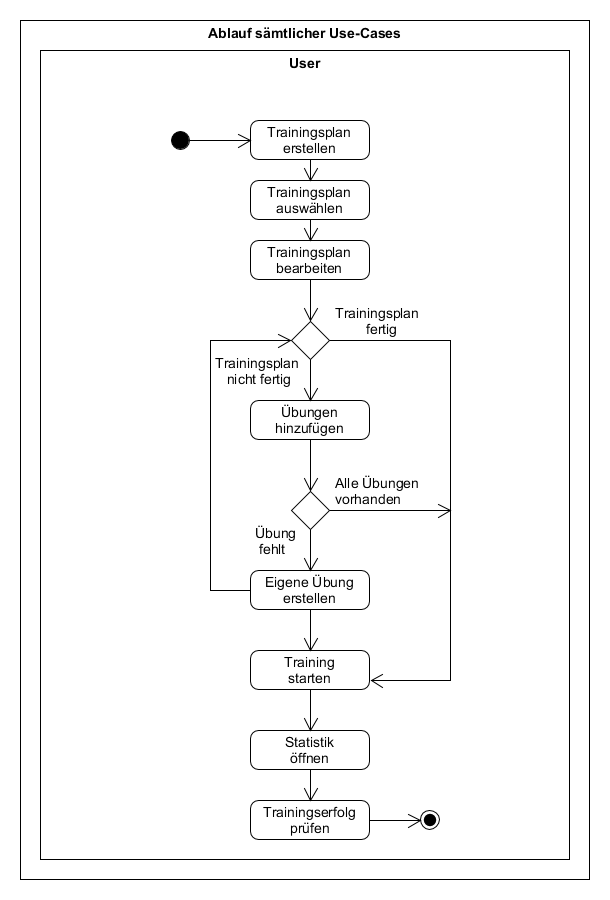 Ablauf sämtlicher Use-Cases
User
Trainingsplan
erstellen
Trainingsplan
auswählen
Trainingsplan
bearbeiten
Trainingsplan
fertig
Trainingsplan
nicht fertig
Übungen
hinzufügen
Alle Übungen
vorhanden
Übung
fehlt
Eigene Übung
erstellen
Training
starten
Statistik
öffnen
Trainingserfolg
prüfen